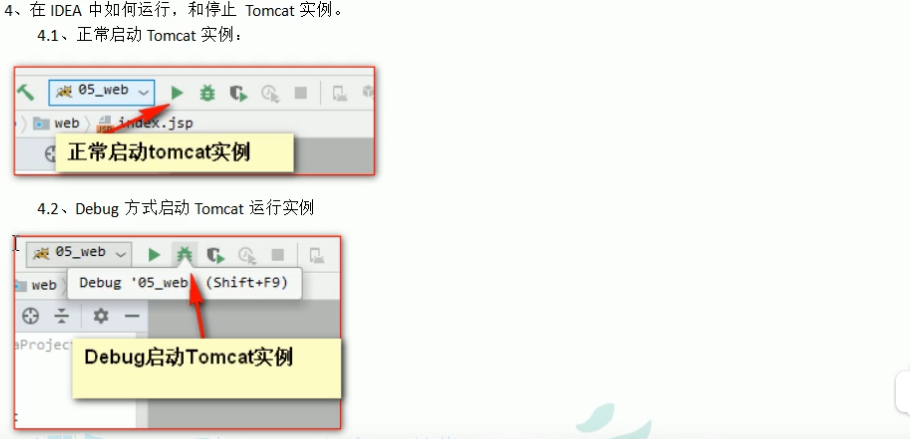 4、在 IDEA 中如何运行，和停止 Tomcat 实例。
4.1、正常启动 Tomcat 实例：
05_web
web
index.jsp
正常启动tomcat实例
4.2、Debug 方式启动 Tomcat 运行实例
05_web
web
Debug '05_web' (Shift+F9)
aProjec
Debug启动Tomcat实例